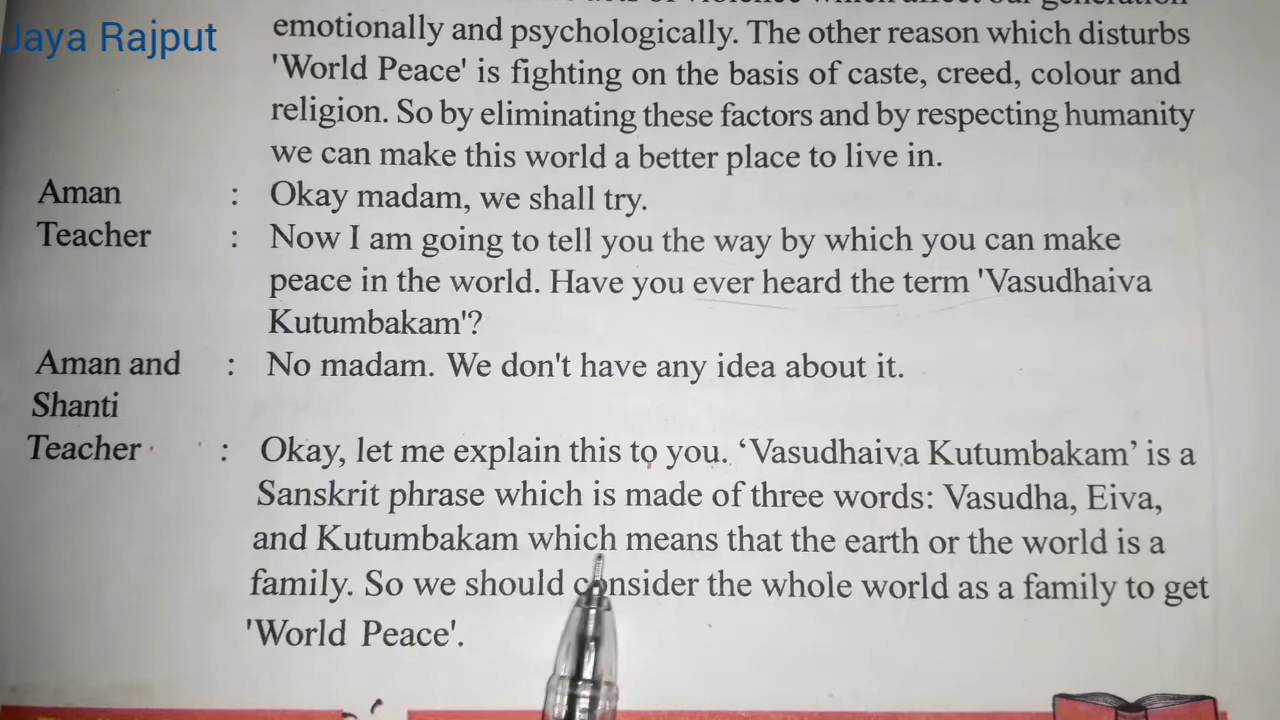 Jaya Rajput
emotionally and psychologically. The other reason which disturbs
'World Peace' is fighting on the basis of caste, creed, colour and
religion. So by eliminating these factors and by respecting humanity
we can make this world a better place to live in.
Aman : Okay madam, we shall try.
Teacher : Now I am going to tell you the way by which you can make
peace in the world. Have you ever heard the term 'Vasudhaiva
Kutumbakam'?
Aman and : No madam. We don't have any idea about it.
Shanti
Teacher : Okay, let me explain this to you. ‘Vasudhaiva Kutumbakam’ is a
Sanskrit phrase which is made of three words: Vasudha, Eiva,
and Kutumbakam which means that the earth or the world is a
family. So we should consider the whole world as a family to get
'World Peace'.